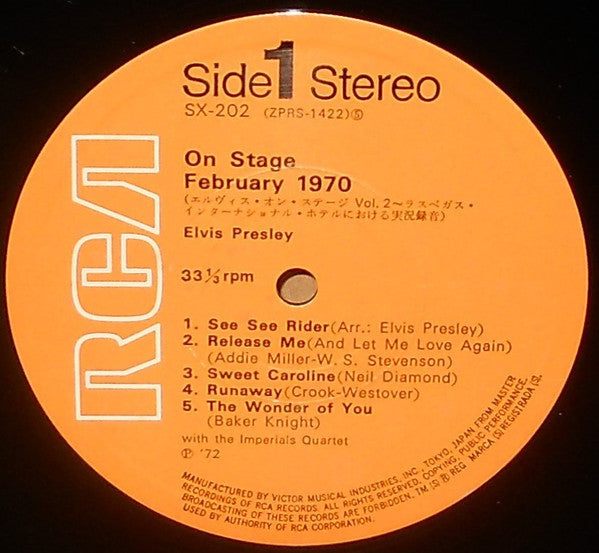 RCA
Side 1 Stereo
SX-202 (ZPRS-1422)Ⓢ
On Stage
February 1970
(エルヴィス・オン・ステージ Vol. 2～ラスベガス・
インターナショナル・ホテルにおける実況録音)
Elvis Presley
33⅓ rpm
1. See See Rider(Arr.: Elvis Presley)
2. Release Me(And Let Me Love Again)
(Addie Miller-W. S. Stevenson)
3. Sweet Caroline(Neil Diamond)
4. Runaway(Crook-Westover)
5. The Wonder of You
(Baker Knight)
with the Imperials Quartet
Ⓟ '72
MANUFACTURED BY VICTOR MUSICAL INDUSTRIES, INC., TOKYO, JAPAN FROM MASTER
RECORDINGS OF RCA RECORDS. ALL RIGHTS RESERVED, COPYING, PUBLIC PERFORMANCE,
BROADCASTING OF THESE RECORDS ARE FORBIDDEN. TM (S) ® REG. MARCA (S) REGISTRADA (S),
USED BY AUTHORITY OF RCA CORPORATION.